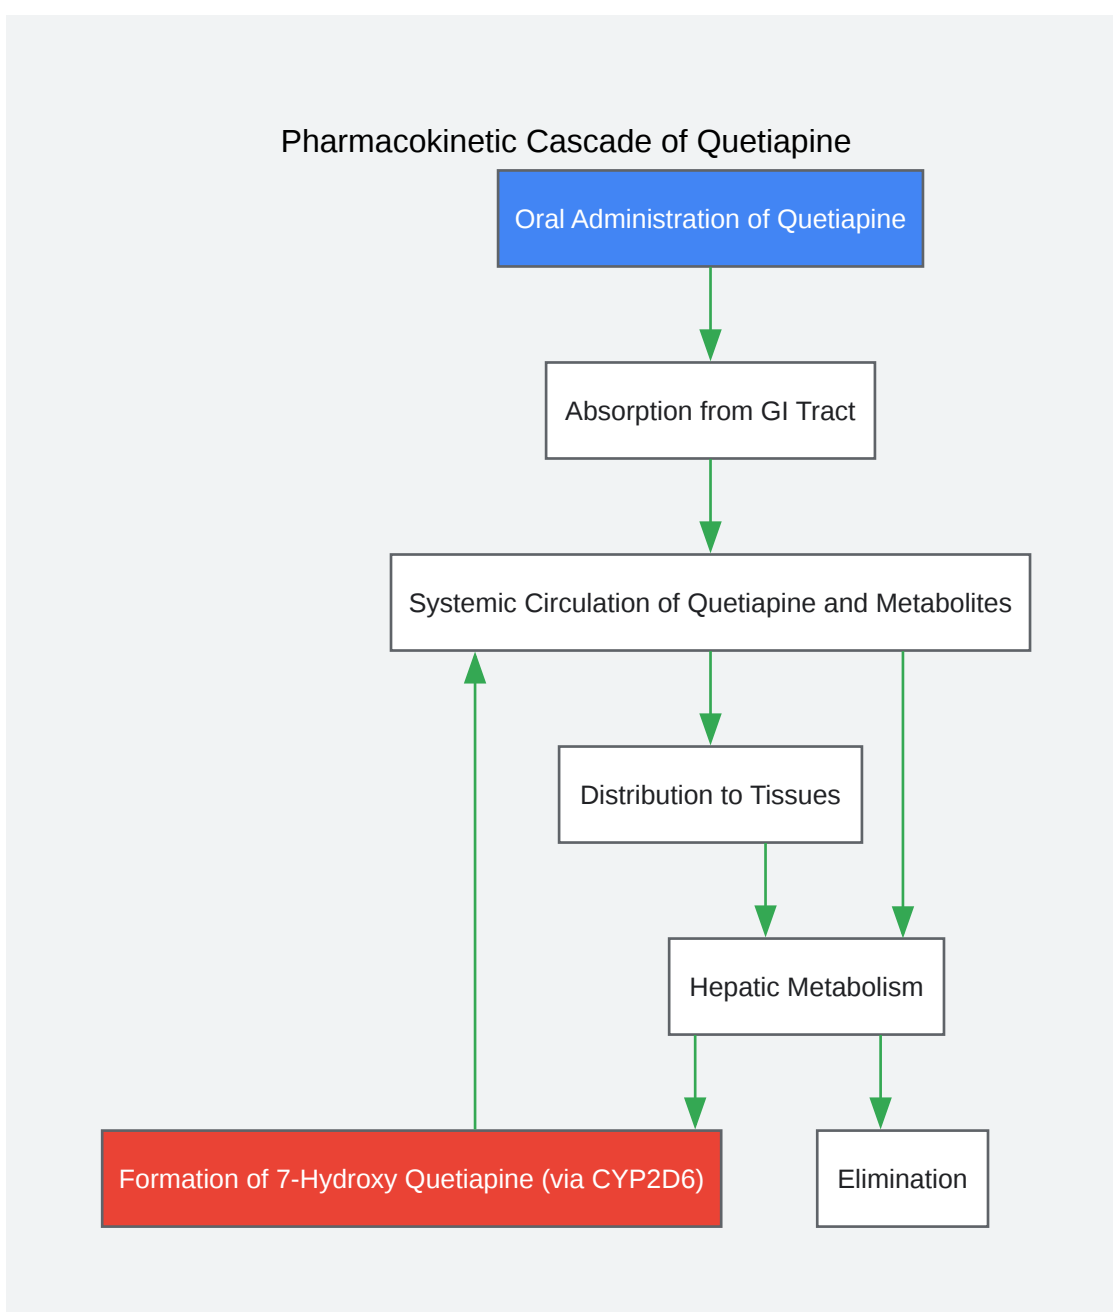 Pharmacokinetic Cascade of Quetiapine
Oral Administration of Quetiapine
Absorption from GI Tract
Systemic Circulation of Quetiapine and Metabolites
Distribution to Tissues
Hepatic Metabolism
Formation of 7-Hydroxy Quetiapine (via CYP2D6)
Elimination